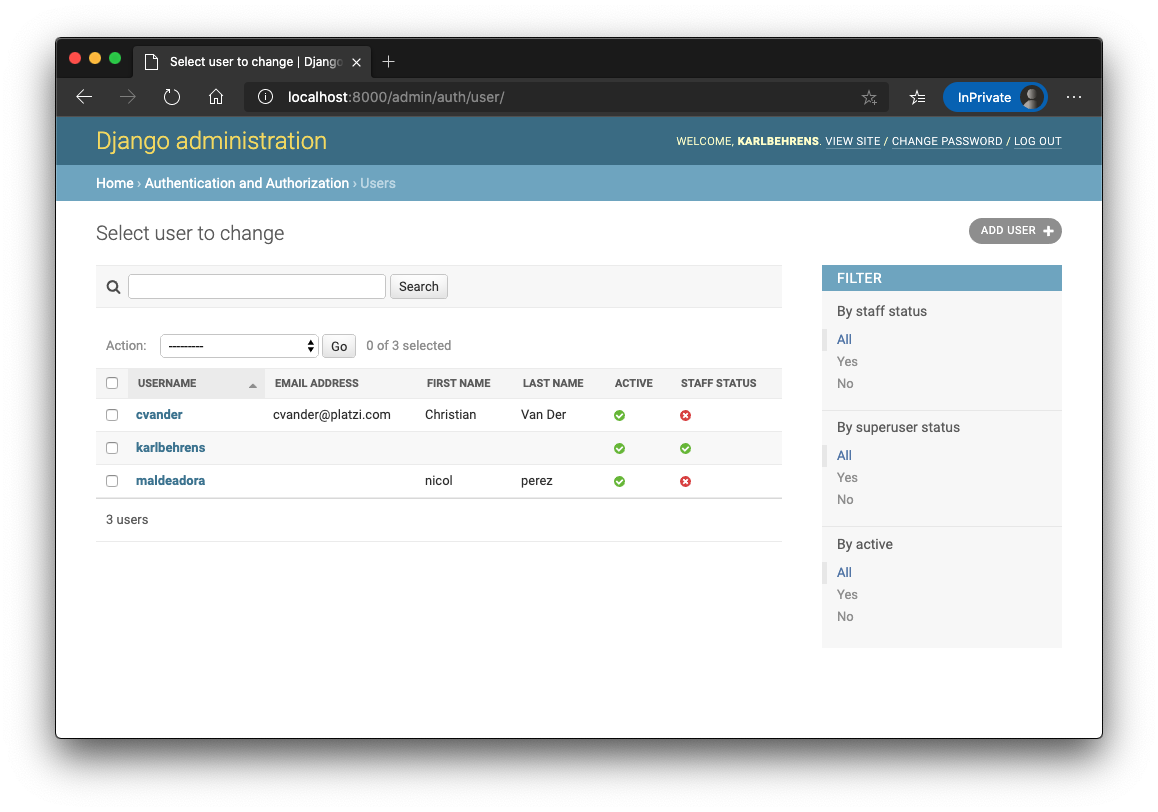 Select user to change | Django
localhost:8000/admin/auth/user/
InPrivate
Django administration
WELCOME, KARLBEHRENS. VIEW SITE / CHANGE PASSWORD / LOG OUT
Home › Authentication and Authorization › Users
Select user to change
ADD USER +
Search
Action: --------- Go 0 of 3 selected
USERNAME EMAIL ADDRESS FIRST NAME LAST NAME ACTIVE STAFF STATUS
cvander cvander@platzi.com Christian Van Der
karlbehrens
maldeadora nicol perez
3 users
FILTER
By staff status
All
Yes
No
By superuser status
All
Yes
No
By active
All
Yes
No